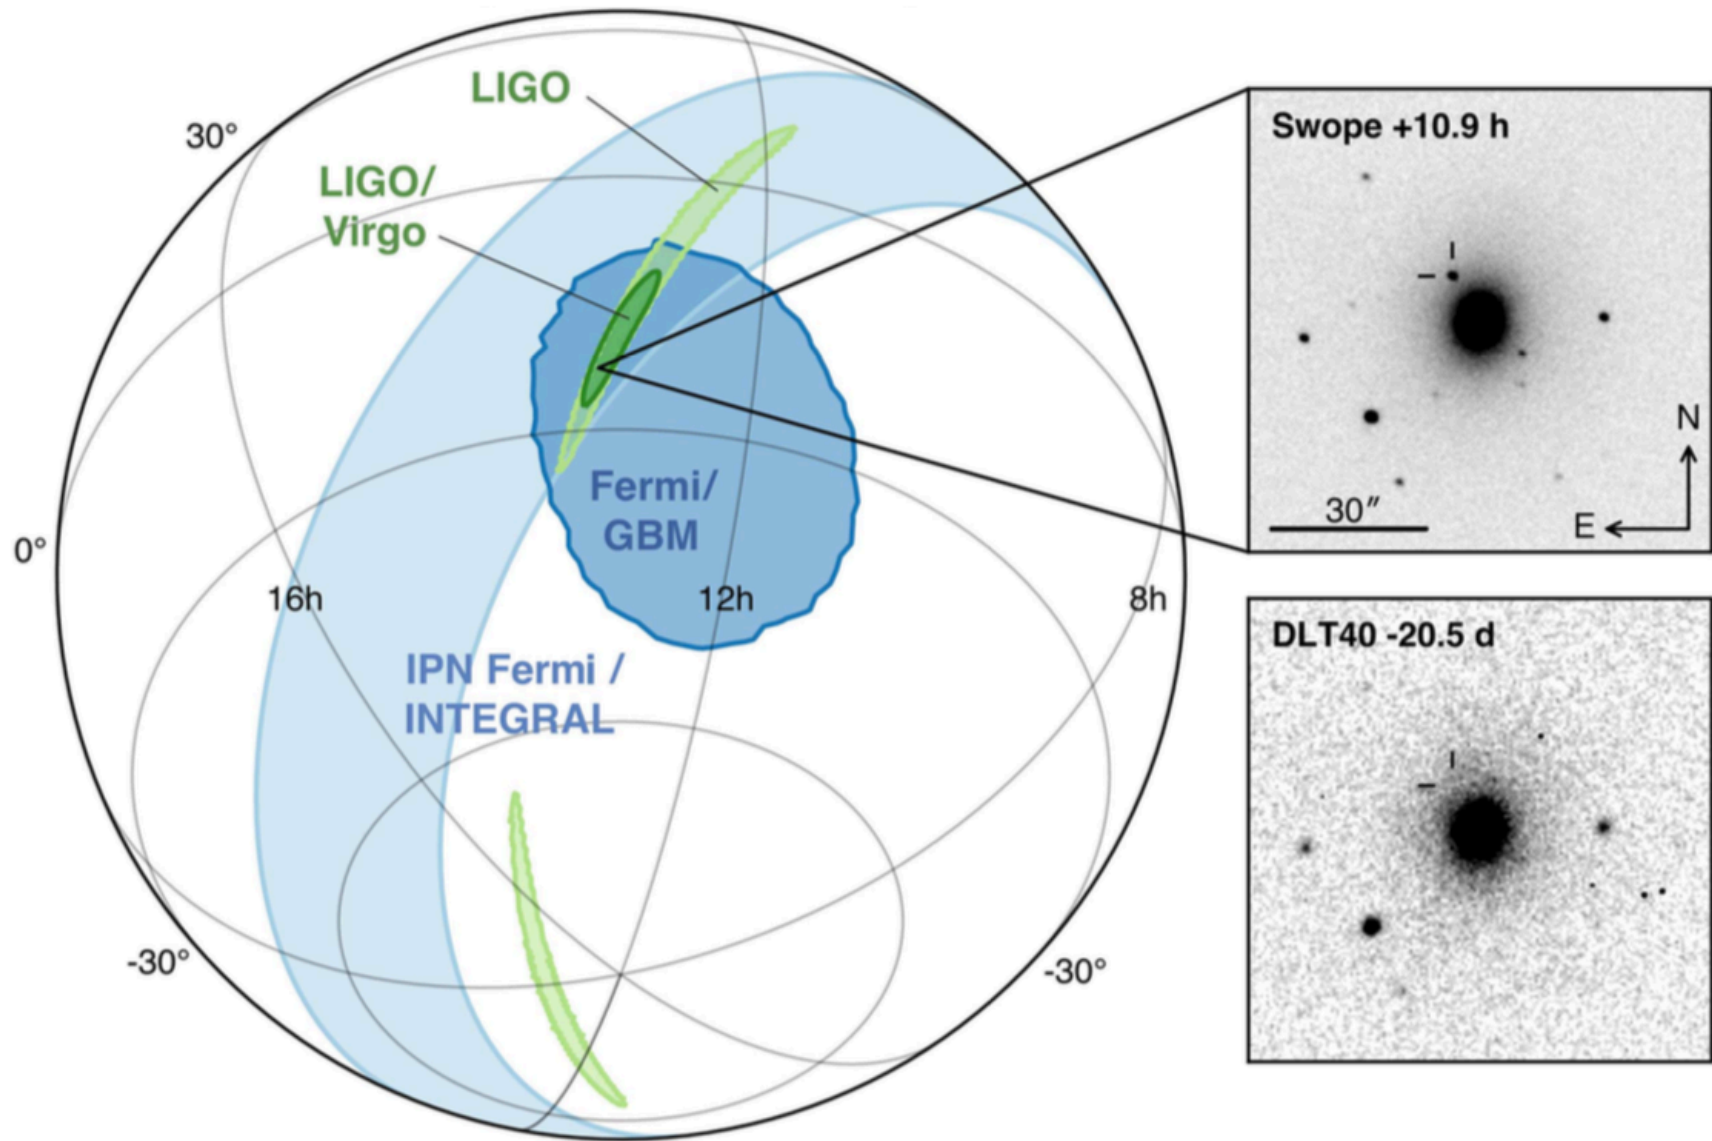 LIGO
30°
LIGO/
Virgo
0°
16h
12h
8h
Fermi/
GBM
IPN Fermi /
INTEGRAL
-30°
-30°
Swope +10.9 h
N
E
30″
DLT40 -20.5 d